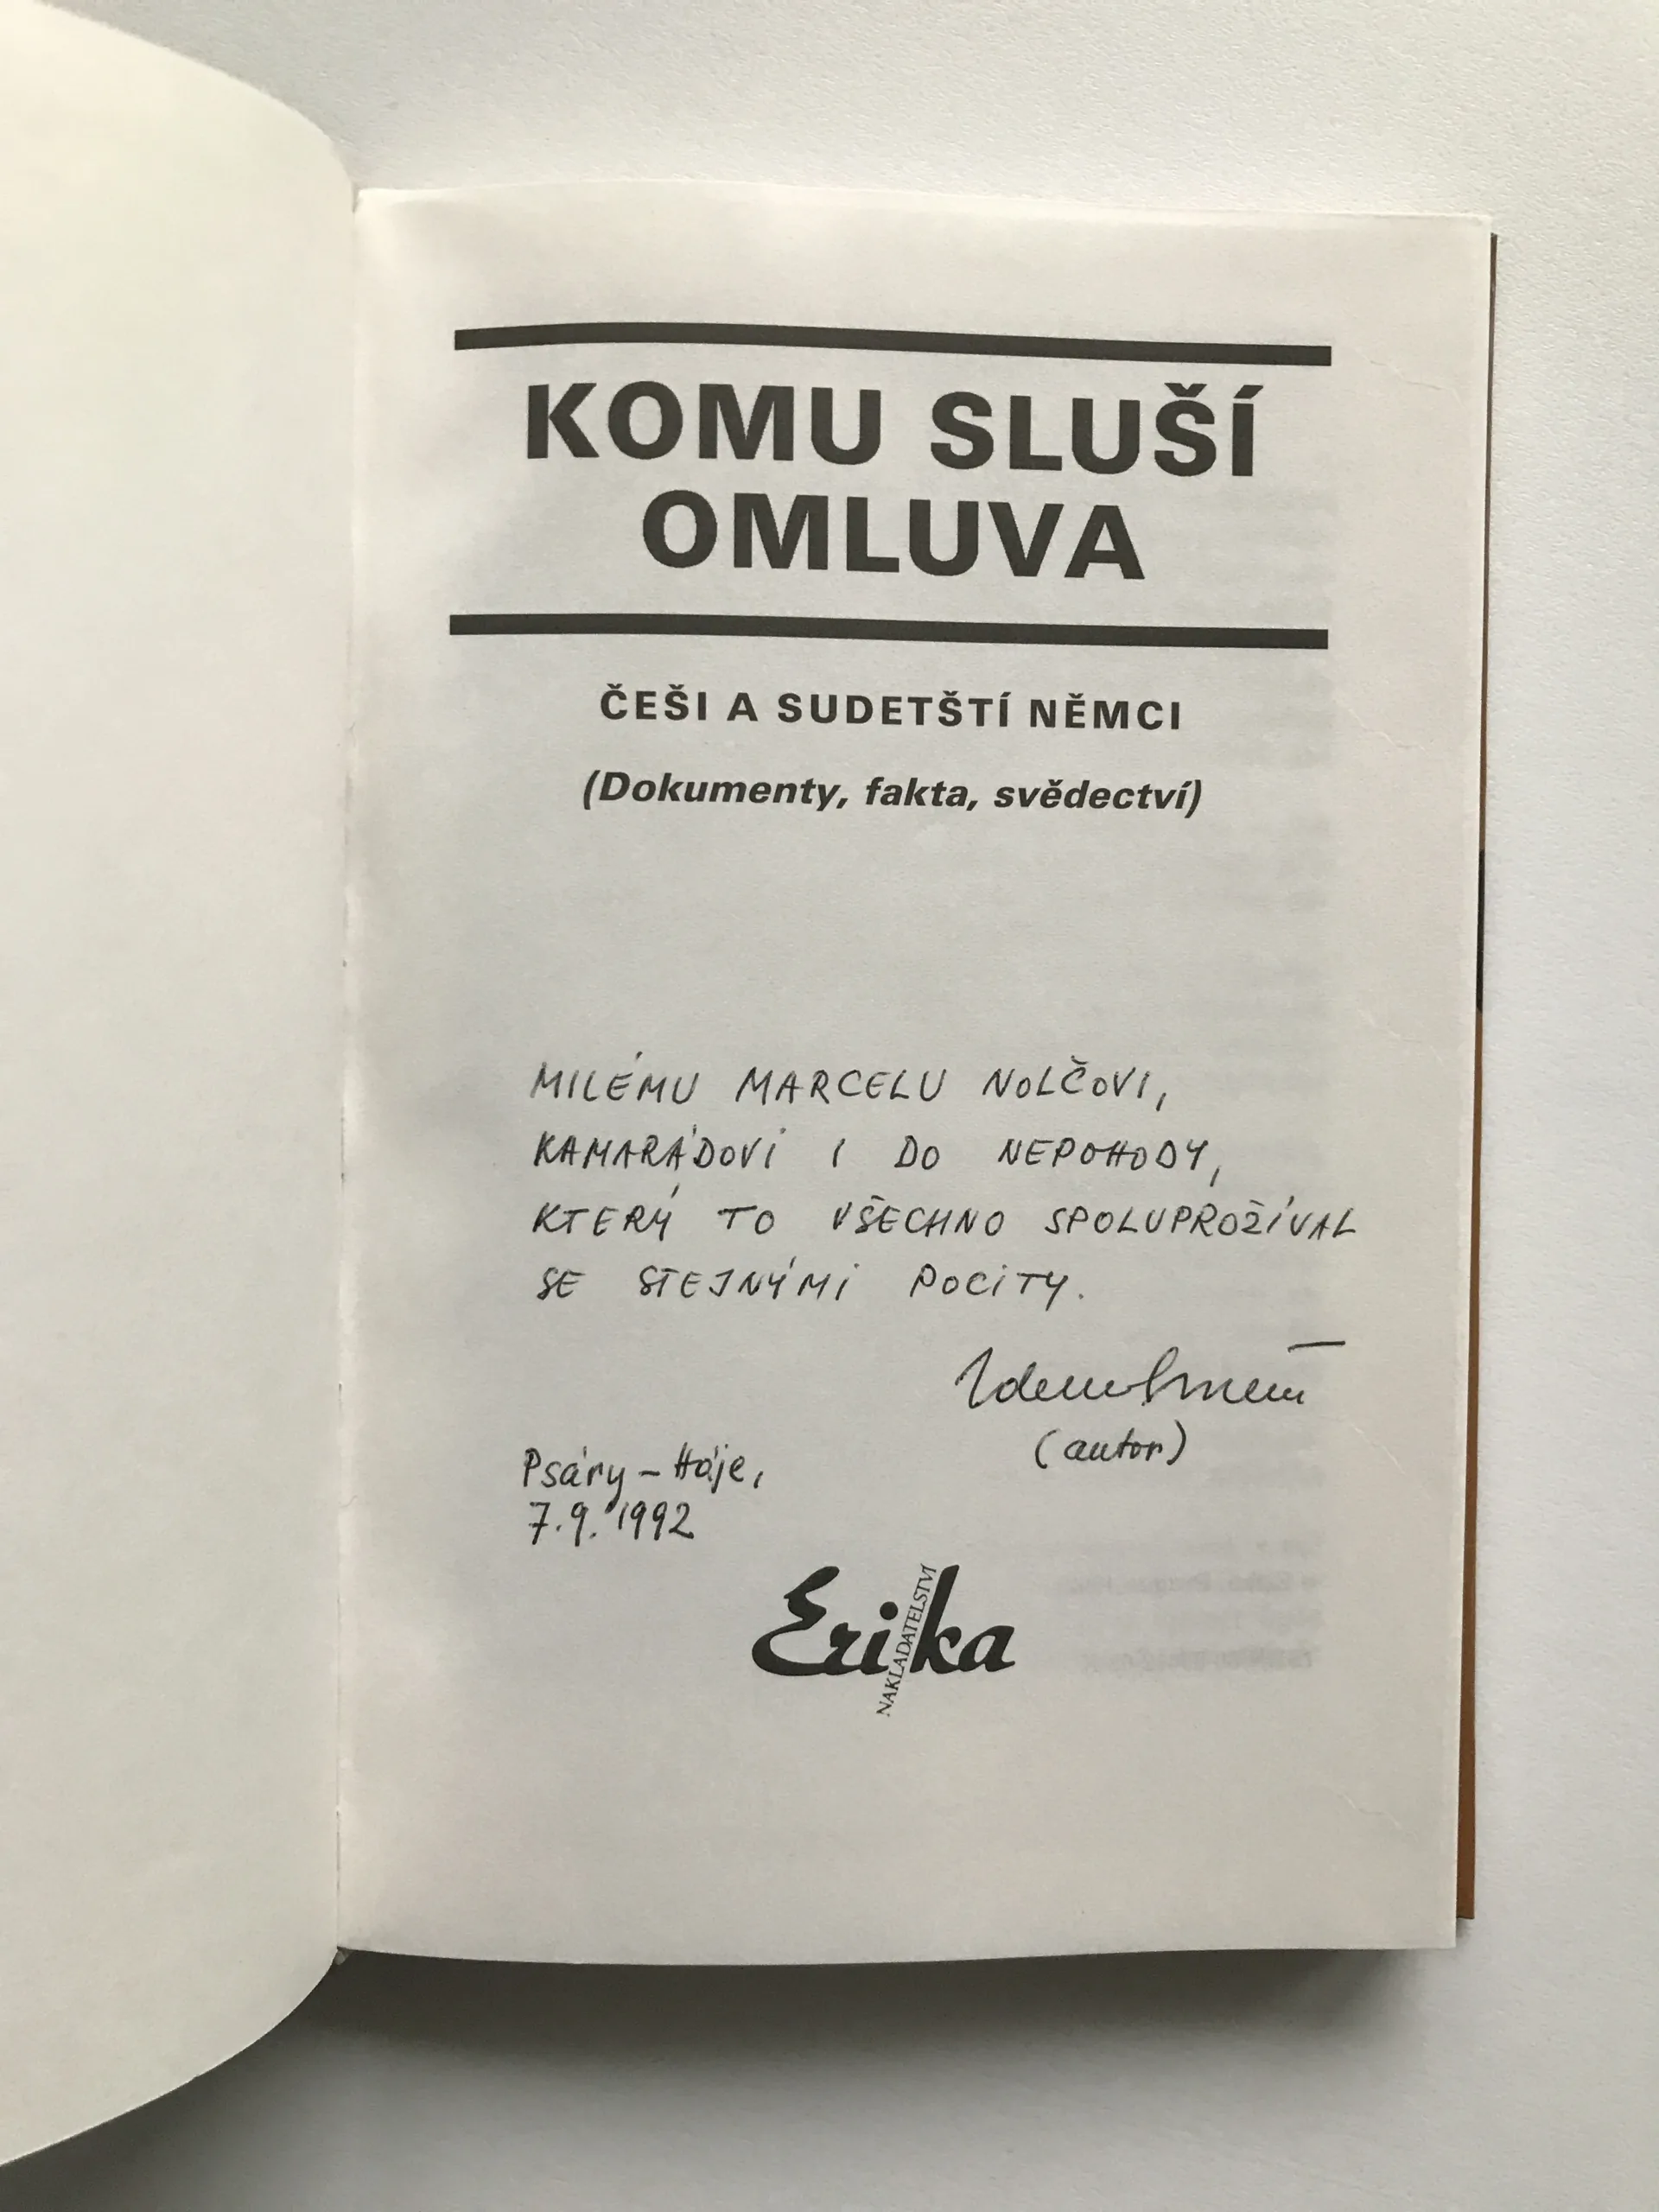 KOMU SLUŠÍ
OMLUVA
ČEŠI A SUDETŠTÍ NĚMCI
(Dokumenty, fakta, svědectví)
MILÉMU MARCELU NOLČOVI,
KAMARÁDOVI I DO NEPOHODY,
KTERÝ TO VŠECHNO SPOLUPROŽÍVAL
SE STEJNÝMI POCITY.
(autor)
Psáry – Háje,
7.9.1992
Erika
NAKLADATELSTVÍ